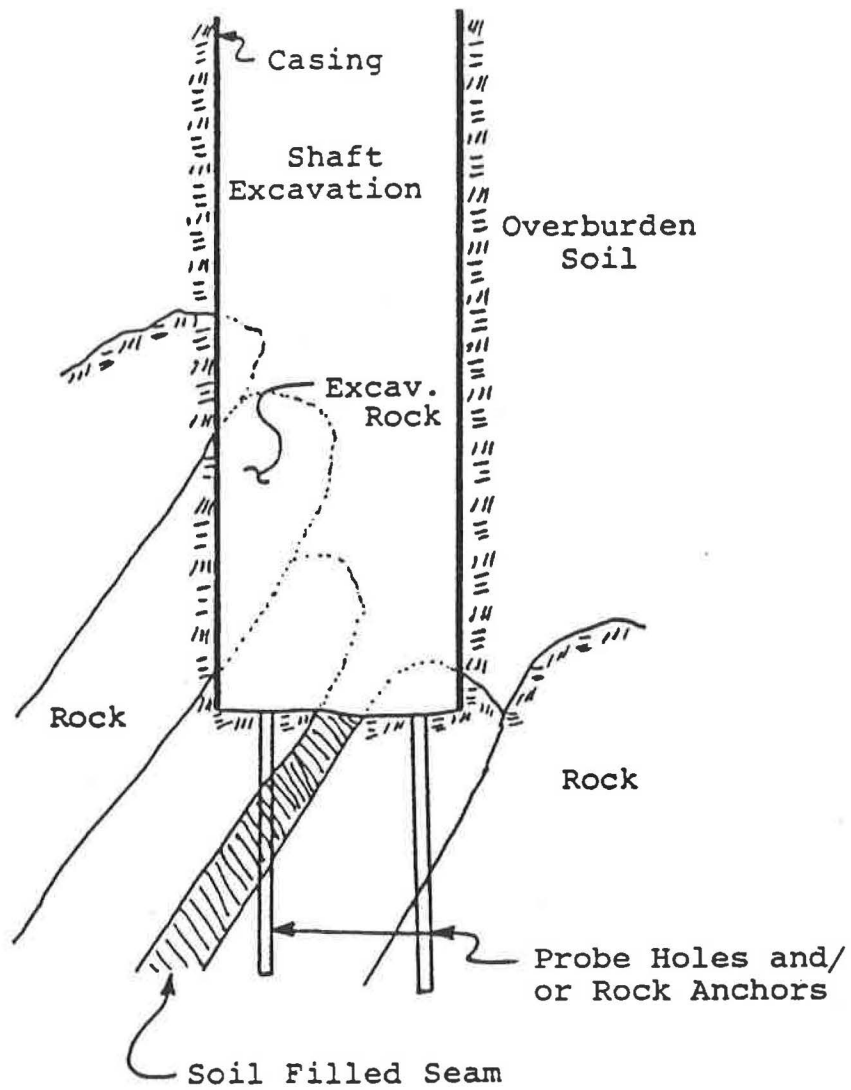 Casing
Shaft
Excavation
Overburden
Soil
Excav.
Rock
Rock
Rock
Probe Holes and/
or Rock Anchors
Soil Filled Seam